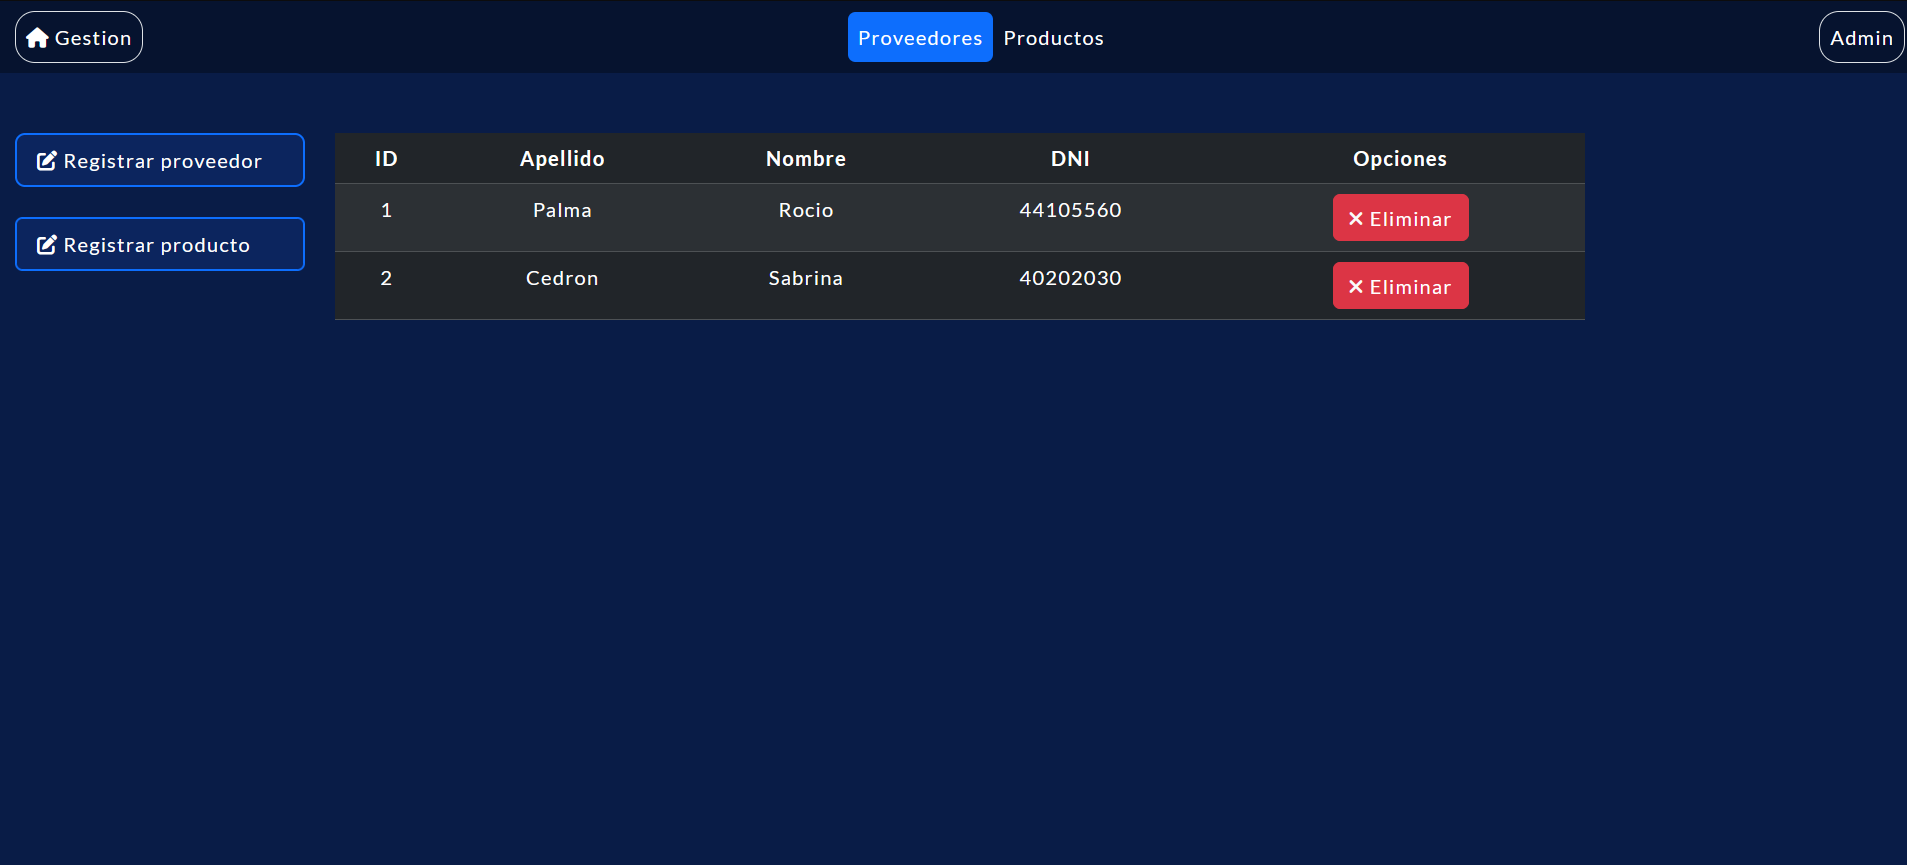 Gestion Proveedores Productos Admin
Registrar proveedor
Registrar producto
ID Apellido Nombre DNI Opciones
1 Palma Rocio 44105560 Eliminar
2 Cedron Sabrina 40202030 Eliminar